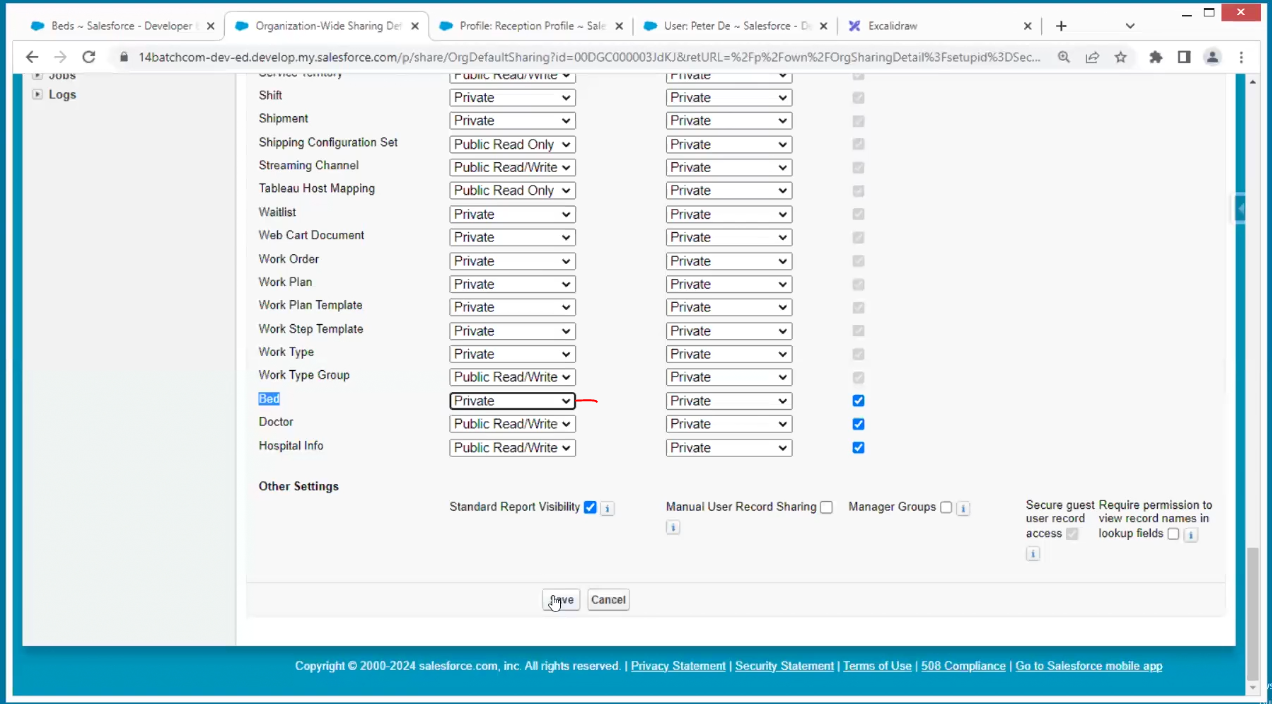 Beds ~ Salesforce - Developer
Organization-Wide Sharing Det
Profile: Reception Profile ~ Sale
User: Peter De ~ Salesforce - De
Excalidraw
14batchcom-dev-ed.develop.my.salesforce.com/p/share/OrgDefaultSharing?id=00DGC000003JdKJ&retURL=%2Fp%2Fown%2FOrgSharingDetail%3Fsetupid%3DSec...
Jobs
Logs
Service Territory Public Read/Write Private
Shift Private Private
Shipment Private Private
Shipping Configuration Set Public Read Only Private
Streaming Channel Public Read/Write Private
Tableau Host Mapping Public Read Only Private
Waitlist Private Private
Web Cart Document Private Private
Work Order Private Private
Work Plan Private Private
Work Plan Template Private Private
Work Step Template Private Private
Work Type Private Private
Work Type Group Public Read/Write Private
Bed Private Private
Doctor Public Read/Write Private
Hospital Info Public Read/Write Private
Other Settings
Standard Report Visibility
Manual User Record Sharing
Manager Groups
Secure guest
user record
access
Require permission to
view record names in
lookup fields
Save Cancel
Copyright © 2000-2024 salesforce.com, inc. All rights reserved. | Privacy Statement | Security Statement | Terms of Use | 508 Compliance | Go to Salesforce mobile app